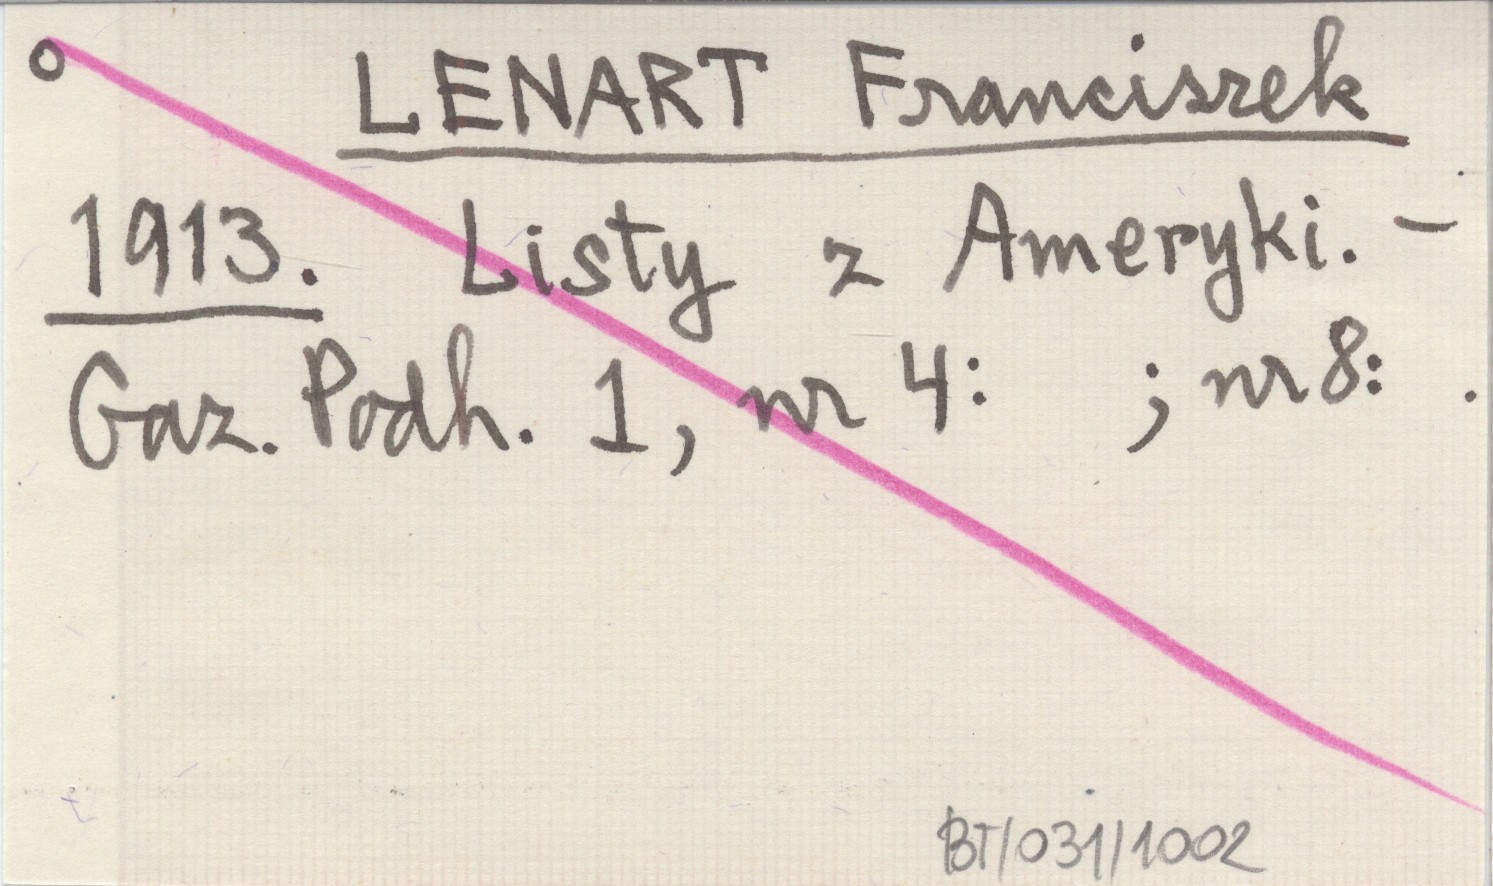 o LENART Franciszek
1913. Listy z Ameryki. -
Gaz. Podh. 1, nr 4: ; nr 8: .
BT/031/1002